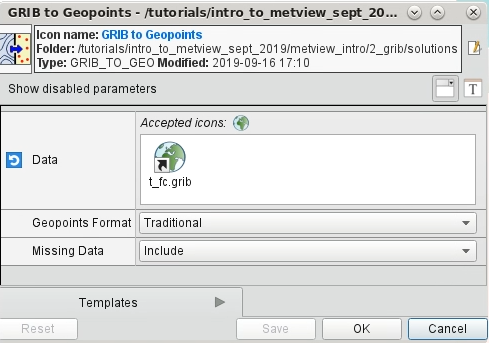 GRIB to Geopoints - /tutorials/intro_to_metview_sept_20...
Icon name: GRIB to Geopoints
Folder: /tutorials/intro_to_metview_sept_2019/metview_intro/2_grib/solutions
Type: GRIB_TO_GEO Modified: 2019-09-16 17:10
Show disabled parameters
T
Accepted icons:
Data
t_fc.grib
Geopoints Format Traditional
Missing Data Include
Templates
Reset Save OK Cancel